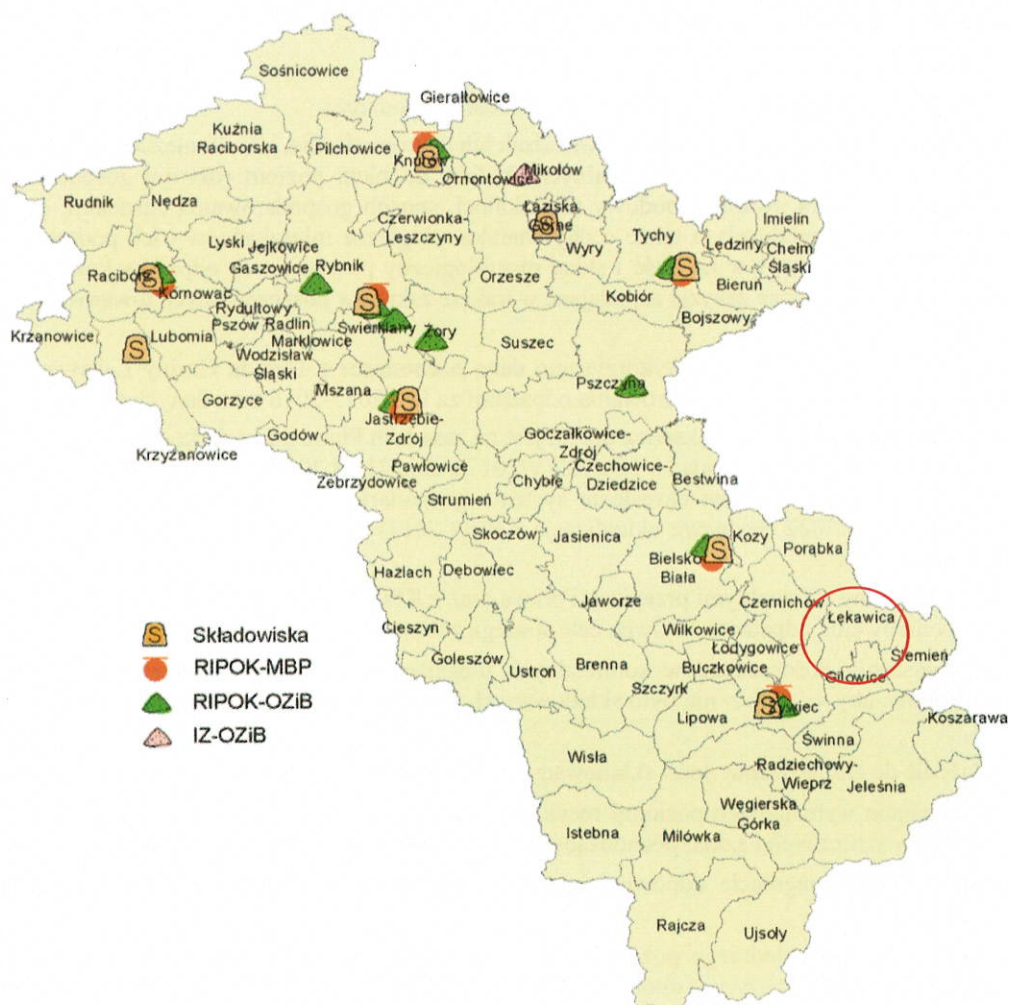 Sośnicowice
Gierałtowice
Kuźnia
Raciborska
Pilchowice
Knurów
Ornontowice
Mikołów
Rudnik
Nędza
Czerwionka-
Leszczyny
Łaziska
Górne
Wyry
Tychy
Imielin
Lędziny
Chełm
Śląski
Lyski
Jejkowice
Gaszowice
Rybnik
Orzesze
Racibórz
Kornowac
Kobiór
Bieruń
Bojszowy
Rydułtowy
Krzanowice
Lubomia
Pszów
Radlin
Marklowice
Świerklany
Żory
Suszec
Wodzisław
Śląski
Mszana
Pszczyna
Gorzyce
Jastrzębie-
Zdrój
Godów
Goczałkowice-
Zdrój
Krzyżanowice
Pawłowice
Zebrzydowice
Chybie
Czechowice-
Dziedzice
Bestwina
Strumień
Skoczów
Jasienica
Kozy
Porąbka
Bielsko
Biała
Hażlach
Dębowiec
Jaworze
Czernichów
Łękawica
Cieszyn
Wilkowice
Łodygowice
Ślemień
Goleszów
Ustroń
Brenna
Buczkowice
Gilowice
Szczyrk
Żywiec
Lipowa
Koszarawa
Świnna
Wisła
Radziechowy-
Wieprz
Jeleśnia
Węgierska
Górka
Istebna
Milówka
Rajcza
Ujsoły
S
S
S
S
S
S
S
S
S Składowiska
RIPOK-MBP
RIPOK-OZiB
IZ-OZiB